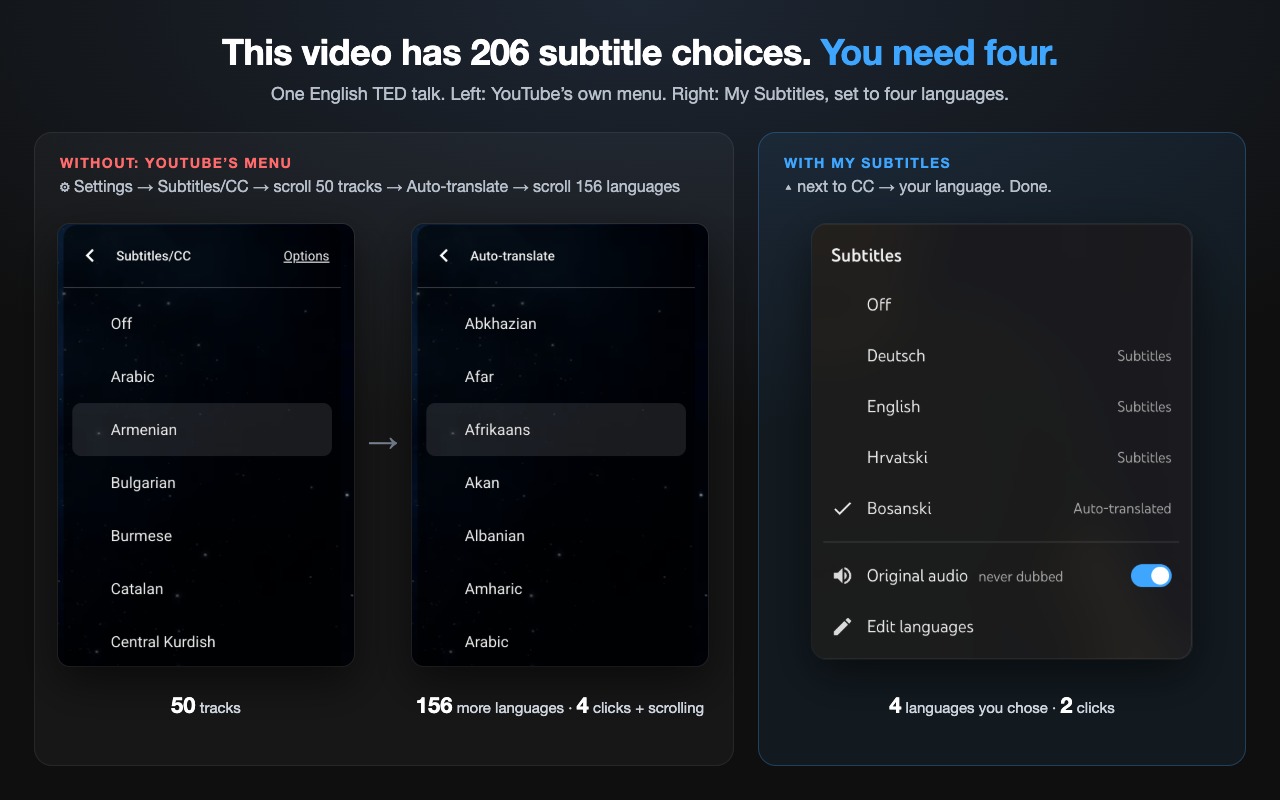 This video has 206 subtitle choices. You need four.
One English TED talk. Left: YouTube’s own menu. Right: My Subtitles, set to four languages.
WITHOUT: YOUTUBE’S MENU
⚙ Settings → Subtitles/CC → scroll 50 tracks → Auto-translate → scroll 156 languages
Subtitles/CC Options
Off
Arabic
Armenian
Bulgarian
Burmese
Catalan
Central Kurdish
50 tracks
→
Auto-translate
Abkhazian
Afar
Afrikaans
Akan
Albanian
Amharic
Arabic
156 more languages · 4 clicks + scrolling
WITH MY SUBTITLES
▴ next to CC → your language. Done.
Subtitles
Off
Deutsch Subtitles
English Subtitles
Hrvatski Subtitles
Bosanski Auto-translated
Original audio never dubbed
Edit languages
4 languages you chose · 2 clicks